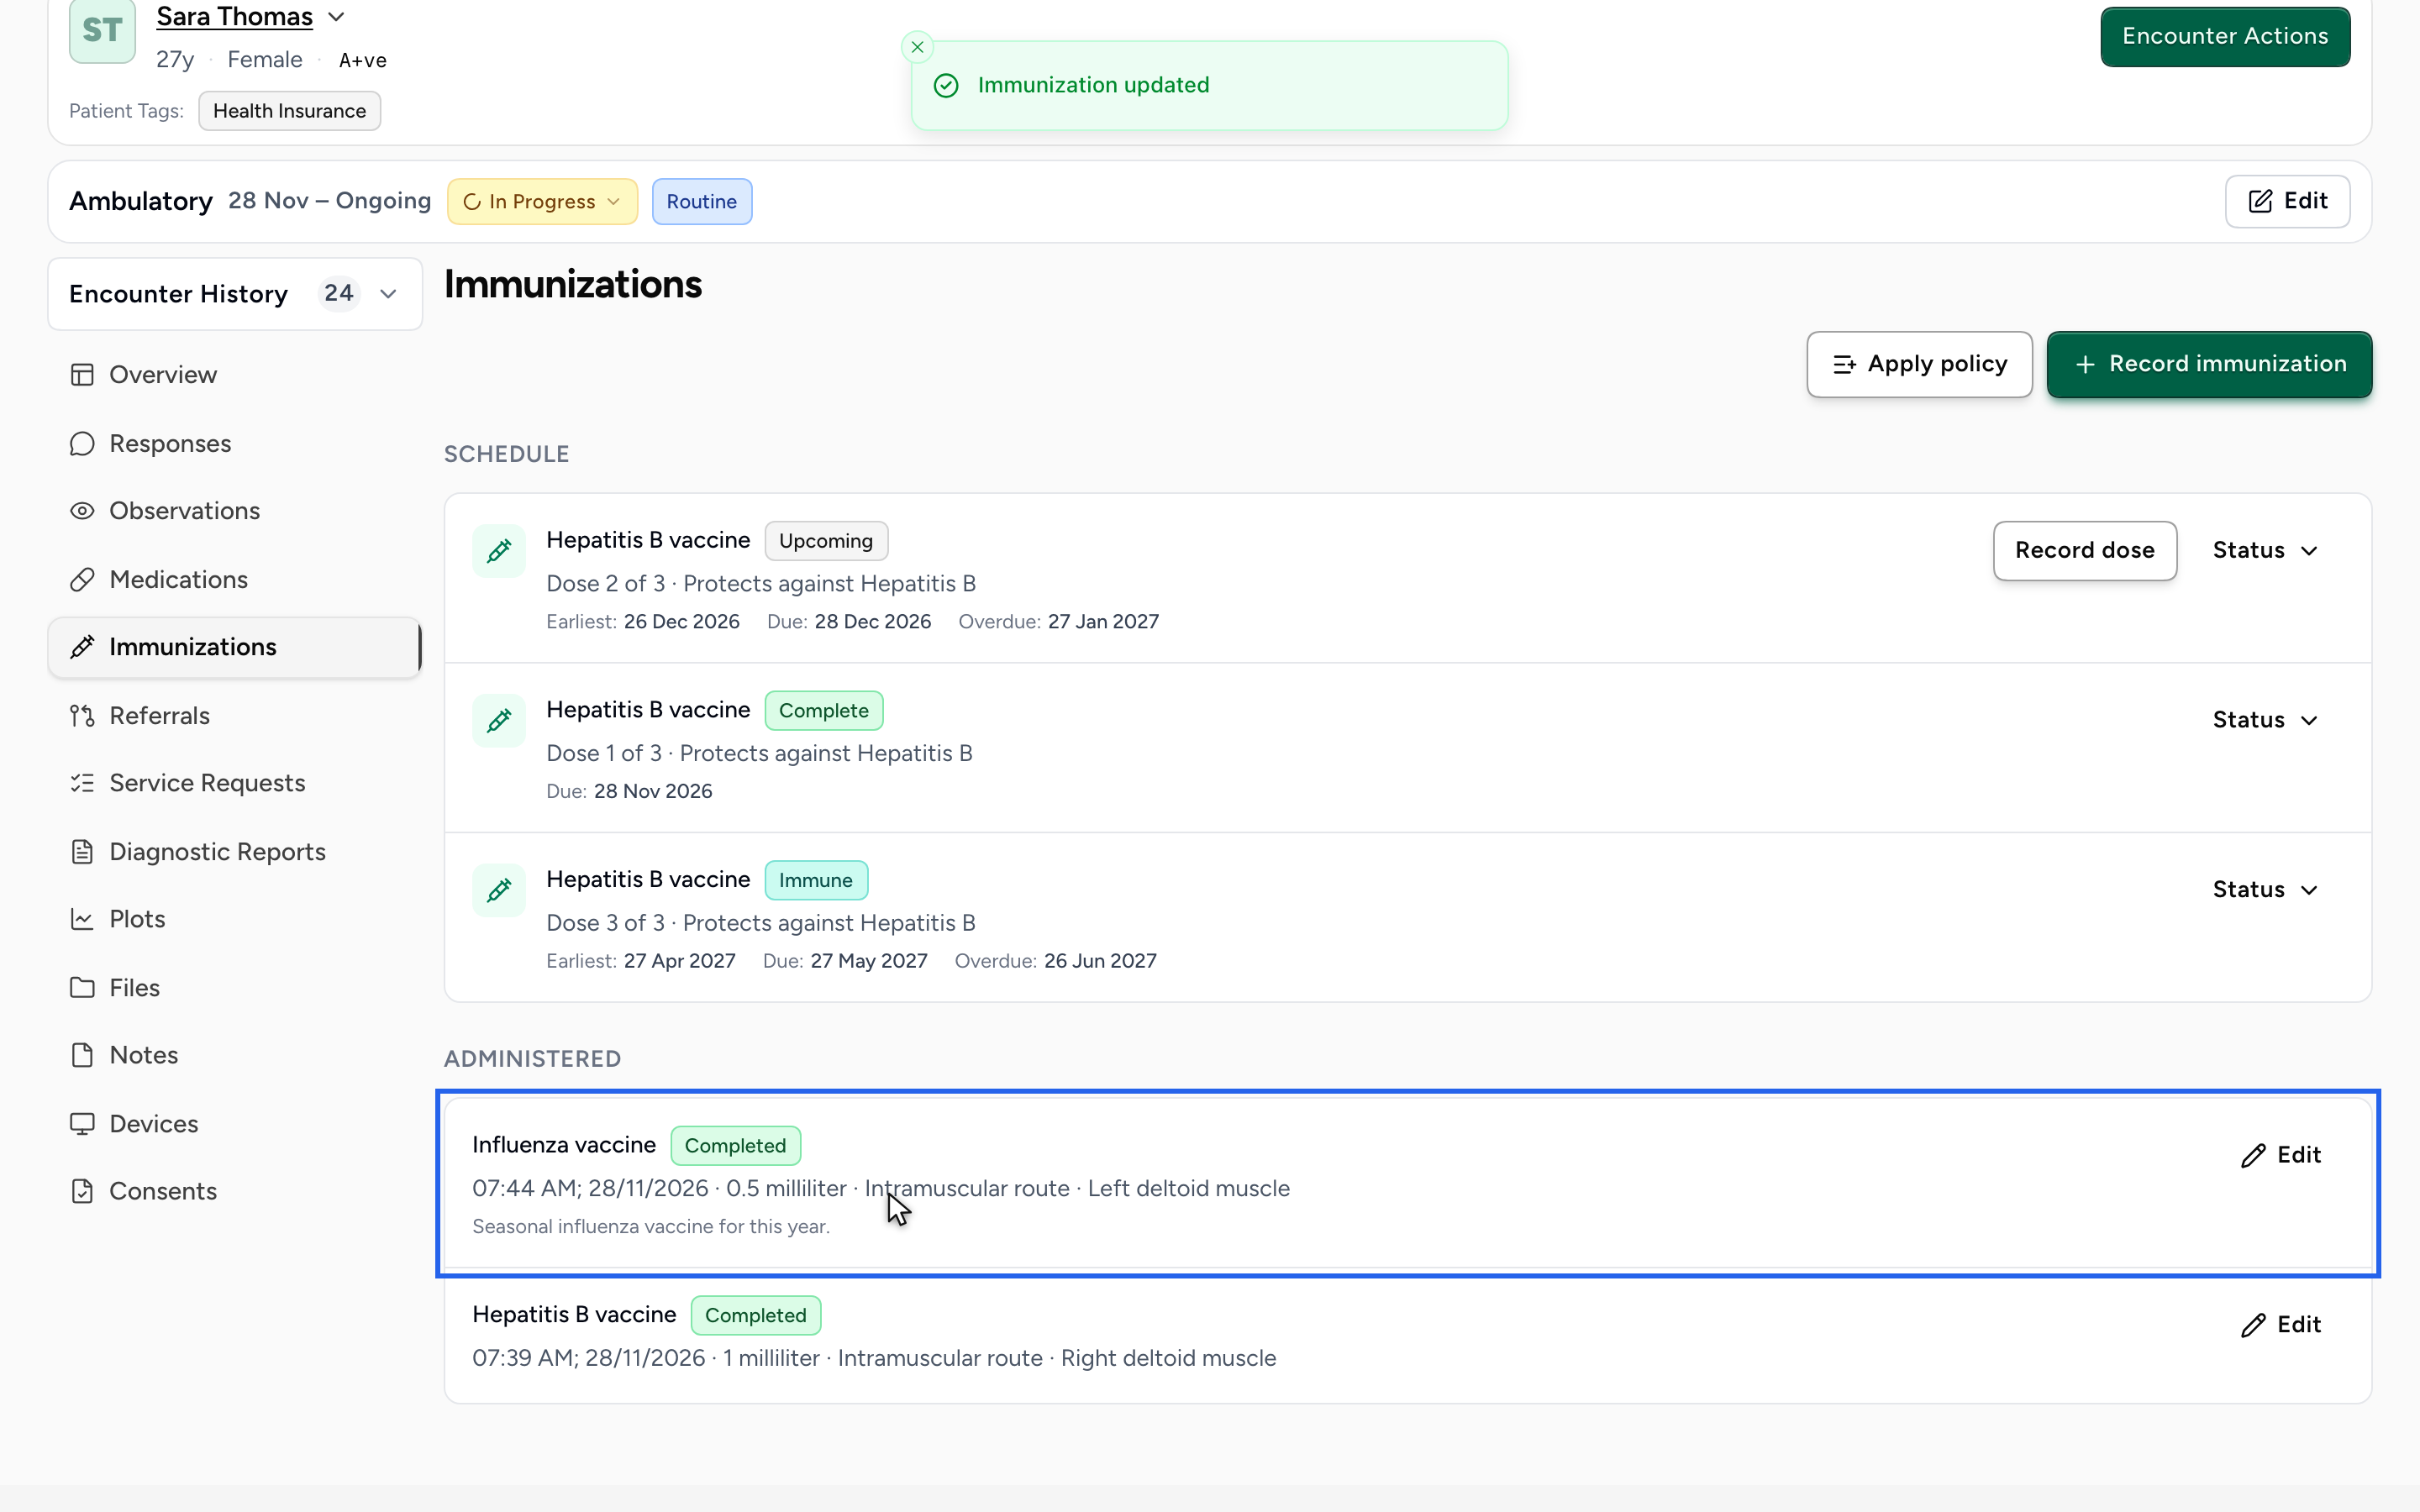 ST
Sara Thomas
27y · Female · A+ve
Patient Tags: Health Insurance
Immunization updated
Encounter Actions
Ambulatory 28 Nov – Ongoing In Progress Routine
Edit
Encounter History 24
Overview
Responses
Observations
Medications
Immunizations
Referrals
Service Requests
Diagnostic Reports
Plots
Files
Notes
Devices
Consents
Immunizations
Apply policy
Record immunization
SCHEDULE
Hepatitis B vaccine Upcoming
Dose 2 of 3 · Protects against Hepatitis B
Earliest: 26 Dec 2026 Due: 28 Dec 2026 Overdue: 27 Jan 2027
Record dose
Status
Hepatitis B vaccine Complete
Dose 1 of 3 · Protects against Hepatitis B
Due: 28 Nov 2026
Status
Hepatitis B vaccine Immune
Dose 3 of 3 · Protects against Hepatitis B
Earliest: 27 Apr 2027 Due: 27 May 2027 Overdue: 26 Jun 2027
Status
ADMINISTERED
Influenza vaccine Completed
07:44 AM; 28/11/2026 · 0.5 milliliter · Intramuscular route · Left deltoid muscle
Seasonal influenza vaccine for this year.
Edit
Hepatitis B vaccine Completed
07:39 AM; 28/11/2026 · 1 milliliter · Intramuscular route · Right deltoid muscle
Edit